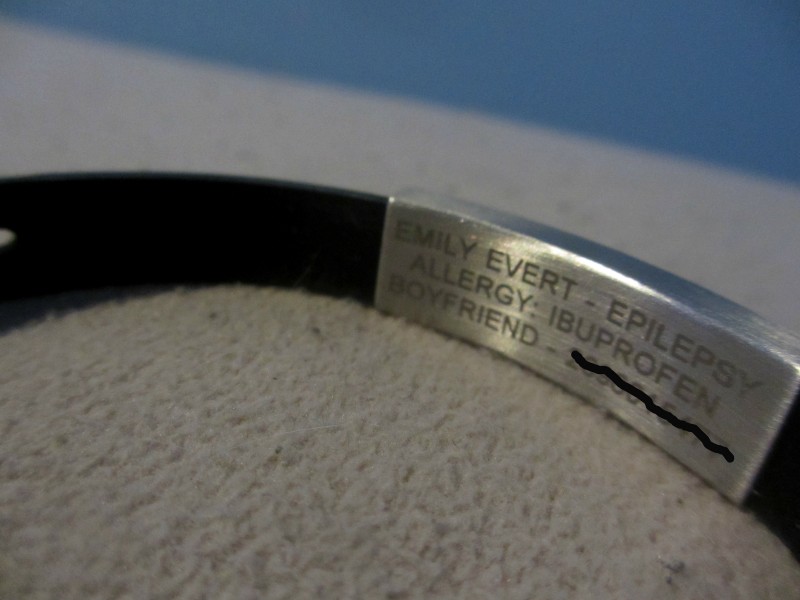 EMILY EVERT - EPILEPSY
ALLERGY: IBUPROFEN
BOYFRIEND -